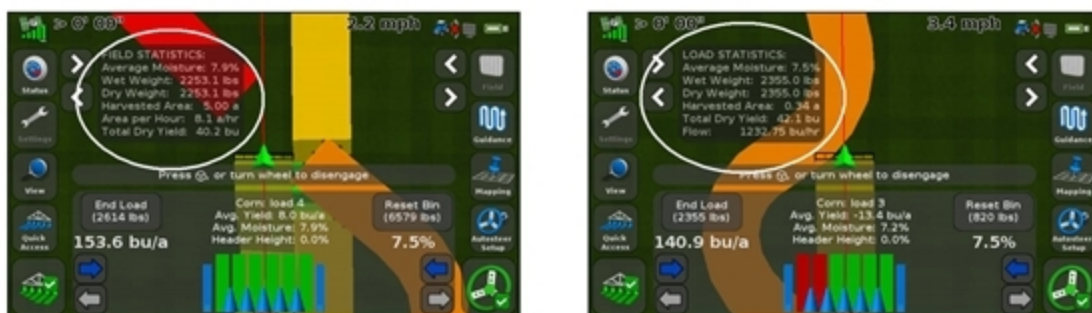 0° 00"
2.2 mph
FIELD STATISTICS:
Average Moisture: 7.9%
Wet Weight: 2253.1 lbs
Dry Weight: 2253.1 lbs
Harvested Area: 5.00 a
Area per Hour: 8.1 a/hr
Total Dry Yield: 40.2 bu
Status
Settings
View
Quick Access
Field
Guidance
Mapping
Autosteer Setup
Press or turn wheel to disengage
End Load
(2614 lbs)
Corn: load 4
Avg. Yield: 8.0 bu/a
Avg. Moisture: 7.9%
Header Height: 0.0%
Reset Bin
(6579 lbs)
153.6 bu/a
7.5%
0° 00"
3.4 mph
LOAD STATISTICS:
Average Moisture: 7.5%
Wet Weight: 2355.0 lbs
Dry Weight: 2355.0 lbs
Harvested Area: 0.34 a
Total Dry Yield: 42.1 bu
Flow: 1232.75 bu/hr
Status
Settings
View
Quick Access
Field
Guidance
Mapping
Autosteer Setup
Press or turn wheel to disengage
End Load
(2355 lbs)
Corn: load 3
Avg. Yield: -13.4 bu/a
Avg. Moisture: 7.2%
Header Height: 0.0%
Reset Bin
(820 lbs)
140.9 bu/a
7.5%